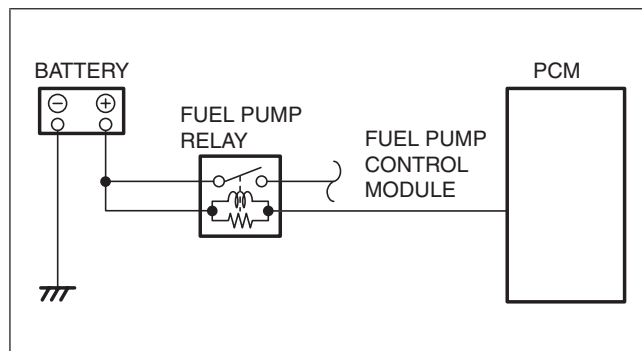 BATTERY
PCM
FUEL PUMP
RELAY
FUEL PUMP
CONTROL
MODULE